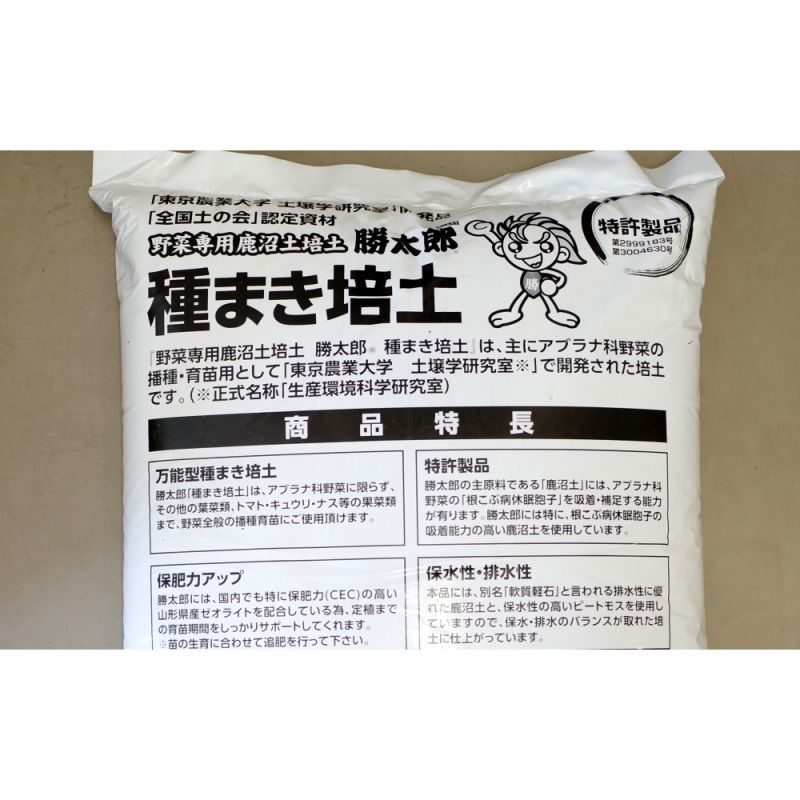 「東京農業大学 土壌学研究室」開発品
「全国土の会」認定資材
野菜専用鹿沼土培土 勝太郎
種まき培土
勝
特許製品
第2999183号
第3004630号
『野菜専用鹿沼土培土 勝太郎® 種まき培土』は、主にアブラナ科野菜の
播種・育苗用として「東京農業大学 土壌学研究室※」で開発された培土
です。(※正式名称「生産環境科学研究室)
商品特長
万能型種まき培土
勝太郎「種まき培土」は、アブラナ科野菜に限らず、
その他の葉菜類、トマト・キュウリ・ナス等の果菜類
まで、野菜全般の播種育苗にご使用頂けます。
特許製品
勝太郎の主原料である「鹿沼土」には、アブラナ科
野菜の「根こぶ病休眠胞子」を吸着・捕足する能力
が有ります。勝太郎には特に、根こぶ病休眠胞子の
吸着能力の高い鹿沼土を使用しています。
保肥力アップ
勝太郎には、国内でも特に保肥力(CEC)の高い
山形県産ゼオライトを配合している為、定植まで
の育苗期間をしっかりサポートしてくれます。
※苗の生育に合わせて追肥を行って下さい。
保水性・排水性
本品には、別名「軟質軽石」と言われる排水性に優
れた鹿沼土と、保水性の高いピートモスを使用し
ていますので、保水・排水のバランスが取れた培
土に仕上がっています。